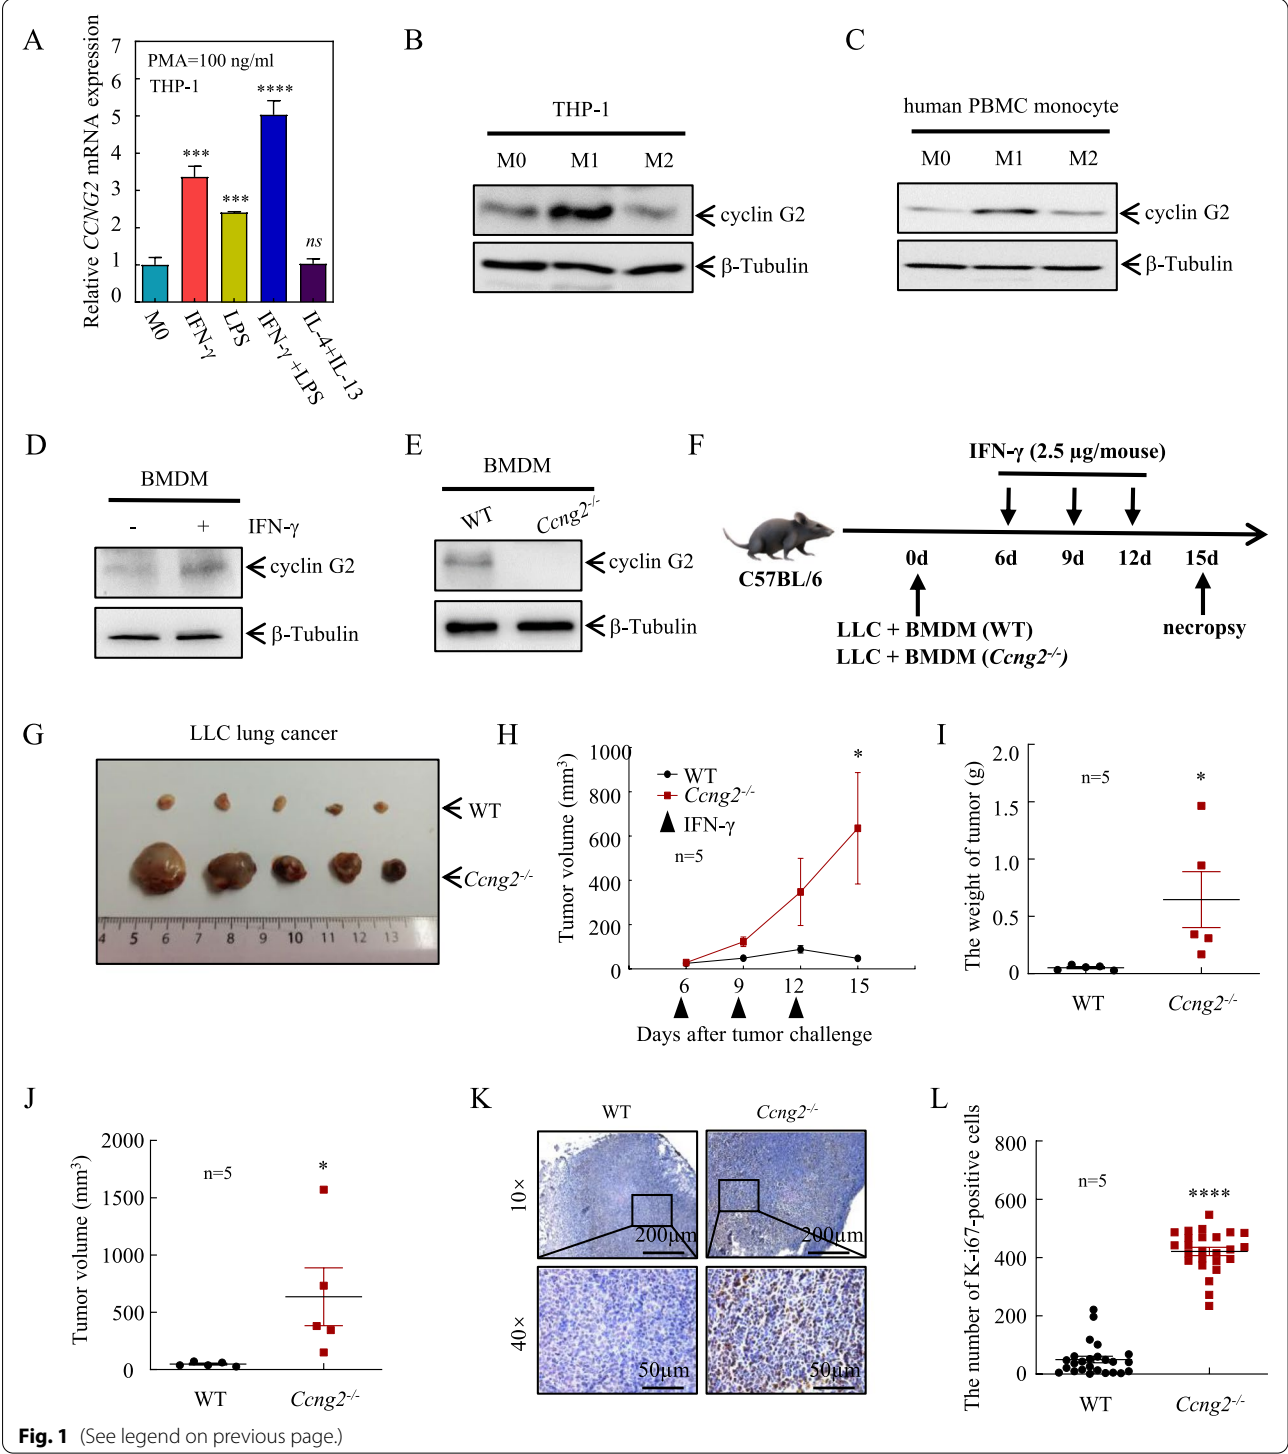 A
Relative CCNG2 mRNA expression
7
6
5
4
3
2
1
0
PMA=100 ng/ml
THP-1
***
***
****
ns
M0
IFN-γ
LPS
IFN-γ+LPS
IL-4+IL-13
B
THP-1
M0 M1 M2
cyclin G2
β-Tubulin
C
human PBMC monocyte
M0 M1 M2
cyclin G2
β-Tubulin
D
BMDM
- + IFN-γ
cyclin G2
β-Tubulin
E
BMDM
WT Ccng2-/-
cyclin G2
β-Tubulin
F
IFN-γ (2.5 μg/mouse)
C57BL/6
0d 6d 9d 12d 15d
LLC + BMDM (WT)
LLC + BMDM (Ccng2-/-)
necropsy
G
LLC lung cancer
WT
Ccng2-/-
4 5 6 7 8 9 10 11 12 13
H
Tumor volume (mm3)
1000
800
600
400
200
0
WT
Ccng2-/-
IFN-γ
n=5
*
6 9 12 15
Days after tumor challenge
I
The weight of tumor (g)
2.0
1.5
1.0
0.5
0
n=5
*
WT Ccng2-/-
J
Tumor volume (mm3)
2000
1500
1000
500
0
n=5
*
WT Ccng2-/-
K
WT Ccng2-/-
10×
200μm 200μm
40×
50μm 50μm
L
The number of K-i67-positive cells
800
600
400
200
0
n=5
****
WT Ccng2-/-
Fig. 1 (See legend on previous page.)